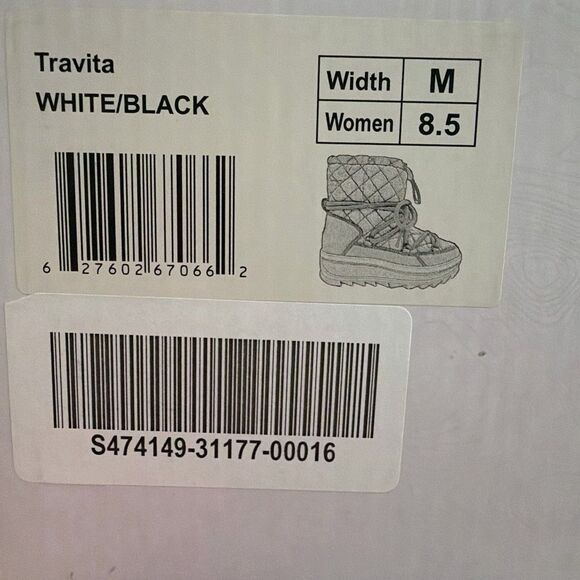 Travita
WHITE/BLACK
Width M
Women 8.5
6 27602 67066 2
S474149-31177-00016